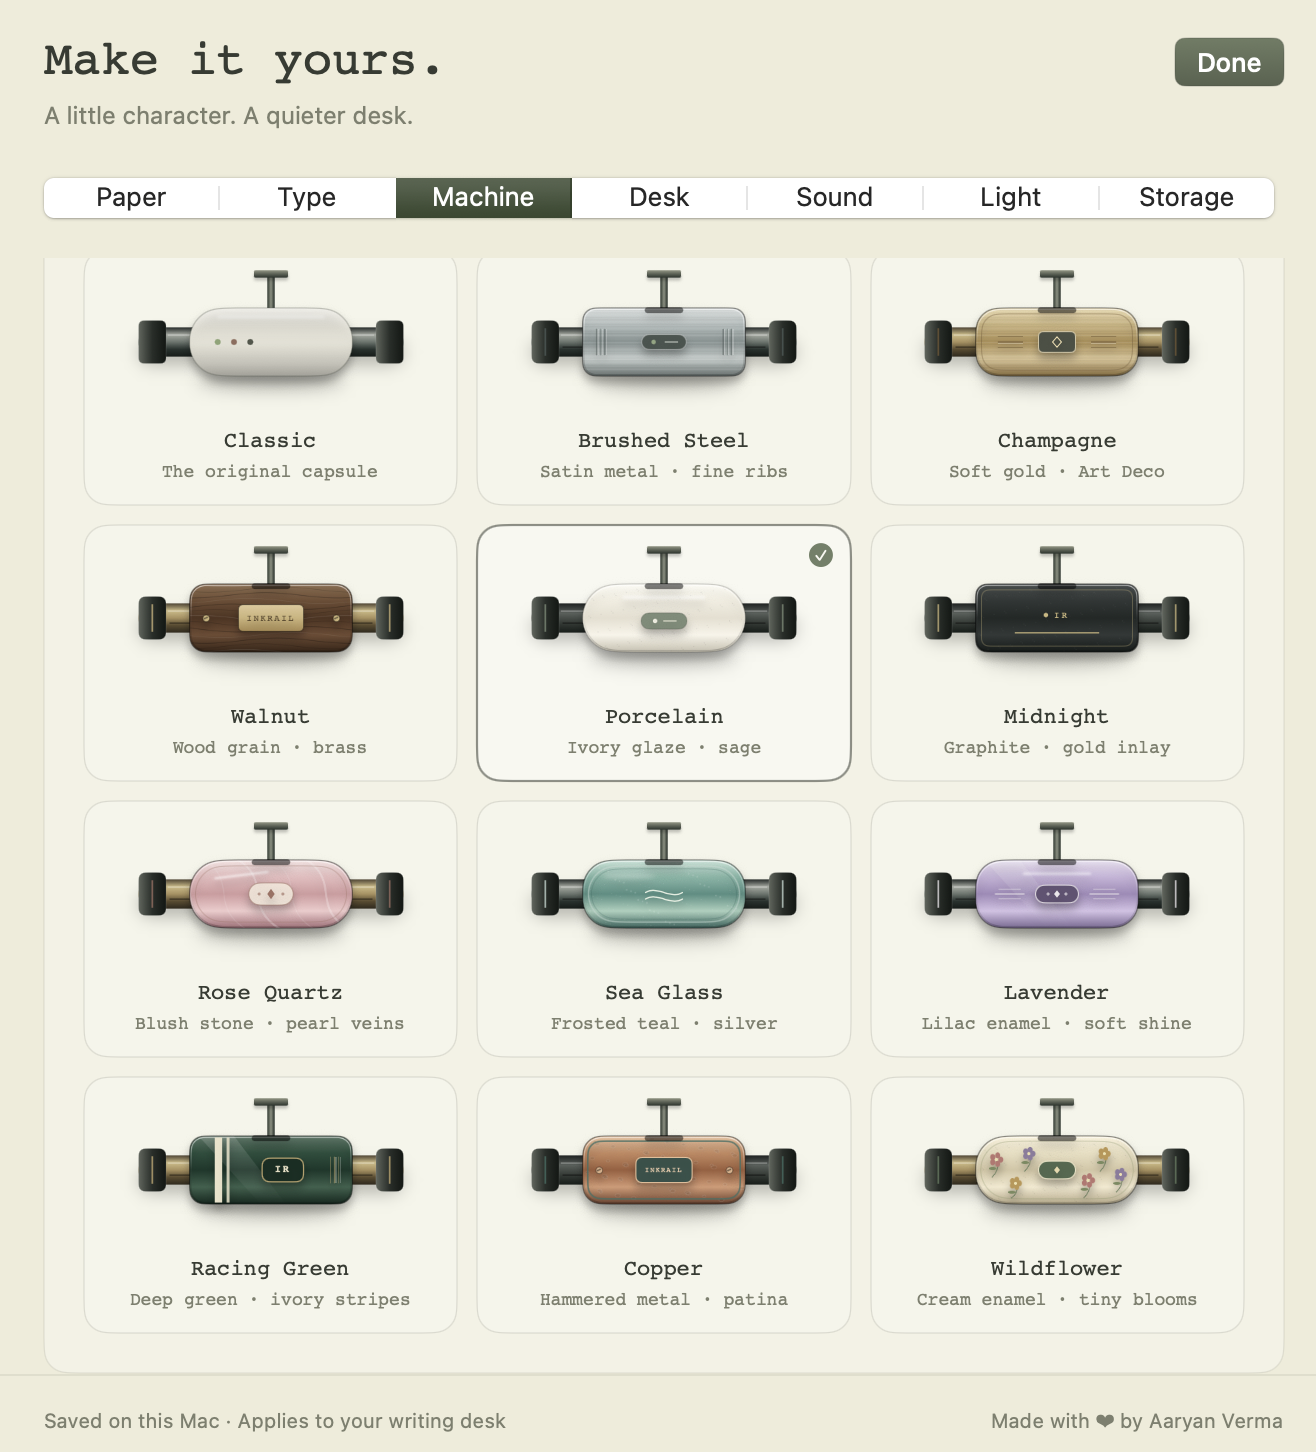 Make it yours.
Done
A little character. A quieter desk.
Paper
Type
Machine
Desk
Sound
Light
Storage
Classic
The original capsule
Brushed Steel
Satin metal · fine ribs
Champagne
Soft gold · Art Deco
INKRAIL
Walnut
Wood grain · brass
Porcelain
Ivory glaze · sage
IR
Midnight
Graphite · gold inlay
Rose Quartz
Blush stone · pearl veins
Sea Glass
Frosted teal · silver
Lavender
Lilac enamel · soft shine
IR
Racing Green
Deep green · ivory stripes
INKRAIL
Copper
Hammered metal · patina
Wildflower
Cream enamel · tiny blooms
Saved on this Mac · Applies to your writing desk
Made with ❤ by Aaryan Verma